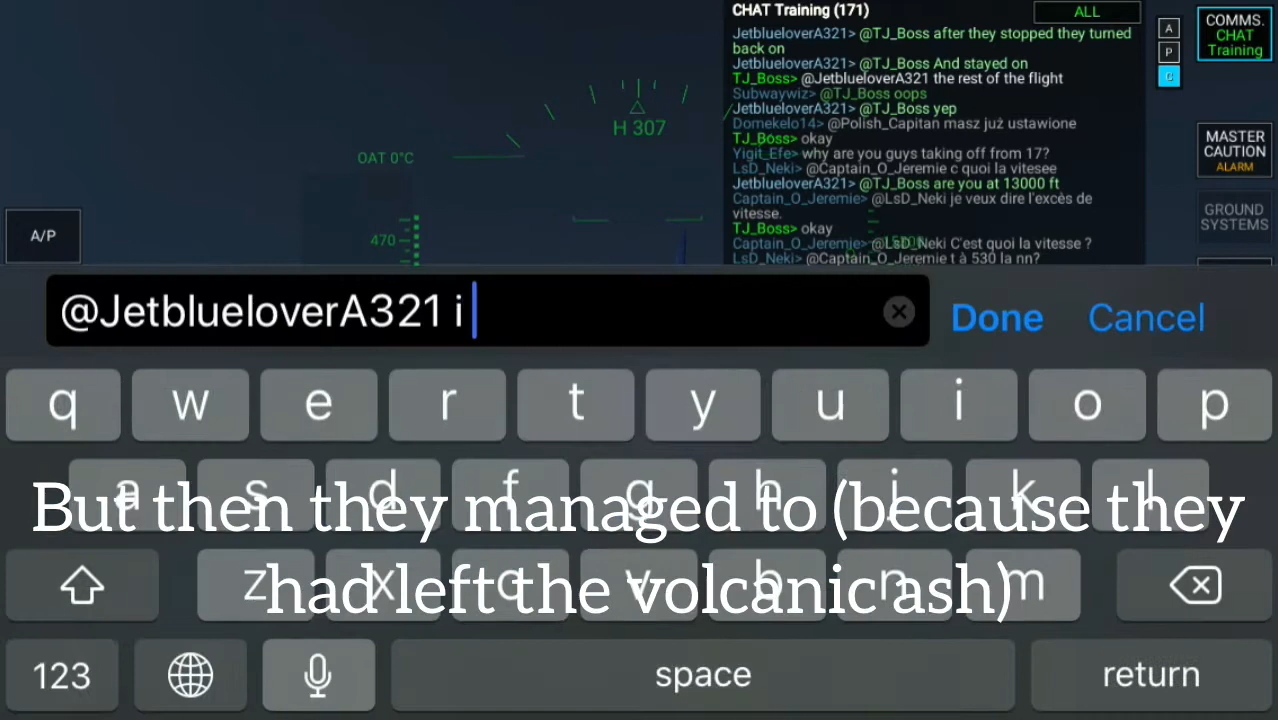 CHAT Training (171)
ALL
JetblueloverA321> @TJ_Boss after they stopped they turned
back on
JetblueloverA321> @TJ_Boss And stayed on
TJ_Boss> @JetblueloverA321 the rest of the flight
Subwaywiz> @TJ_Boss oops
JetblueloverA321> @TJ_Boss yep
Domekelo14> @Polish_Capitan masz już ustawione
TJ_Boss> okay
Yigit_Efe> why are you guys taking off from 17?
LsD_Neki> @Captain_O_Jeremie c quoi la vitesee
JetblueloverA321> @TJ_Boss are you at 13000 ft
Captain_O_Jeremie> @LsD_Neki je veux dire l'excès de
vitesse.
TJ_Boss> okay
Captain_O_Jeremie> @LsD_Neki C'est quoi la vitesse ?
LsD_Neki> @Captain_O_Jeremie t à 530 la nn?
A
P
C
COMMS.
CHAT
Training
MASTER
CAUTION
ALARM
GROUND
SYSTEMS
H 307
OAT 0°C
470
A/P
@JetblueloverA321 i
Done
Cancel
q w e r t y u i o p
a s d f g h j k l
But then they managed to (because they
z x c v b n m
had left the volcanic ash)
123
space
return